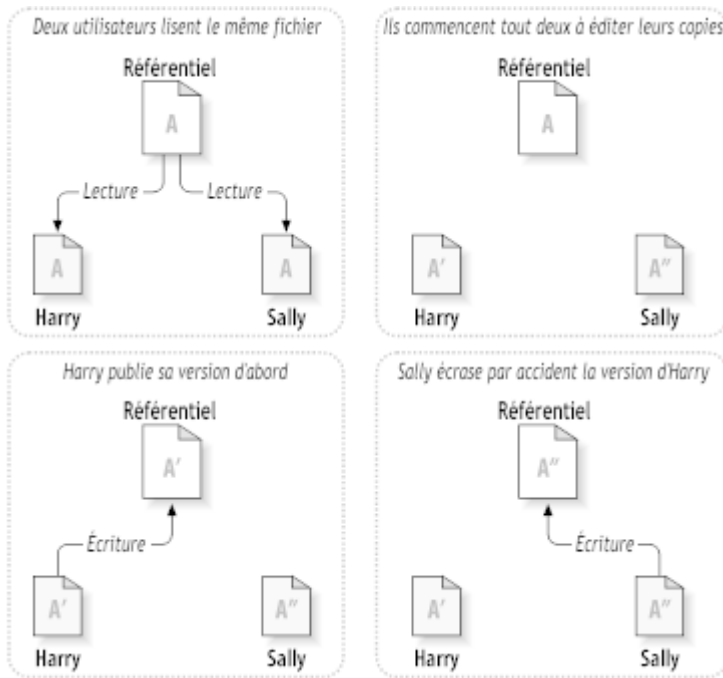 Deux utilisateurs lisent le même fichier
Référentiel
A
Lecture
Lecture
A
A
Harry
Sally
Ils commencent tout deux à éditer leurs copies
Référentiel
A
A'
A"
Harry
Sally
Harry publie sa version d'abord
Référentiel
A'
Écriture
A'
A"
Harry
Sally
Sally écrase par accident la version d'Harry
Référentiel
A"
Écriture
A'
A"
Harry
Sally